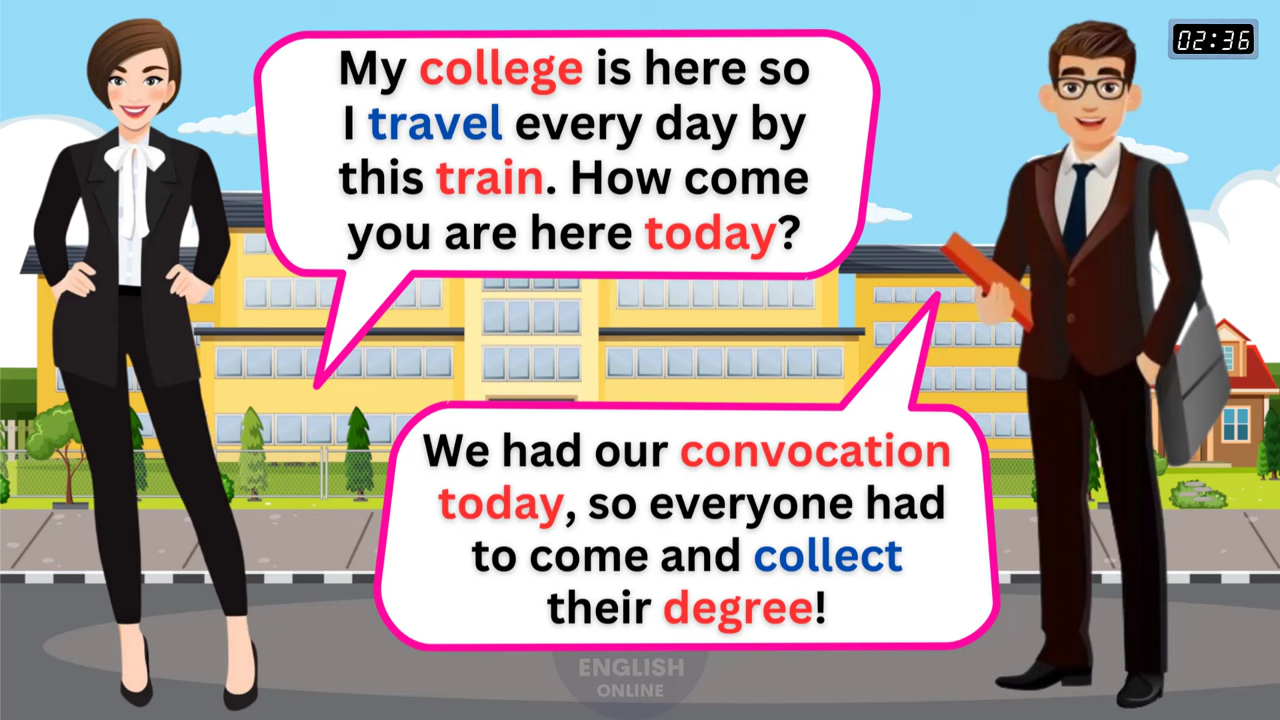 02:36
My college is here so
I travel every day by
this train. How come
you are here today?
We had our convocation
today, so everyone had
to come and collect
their degree!
ENGLISH
ONLINE